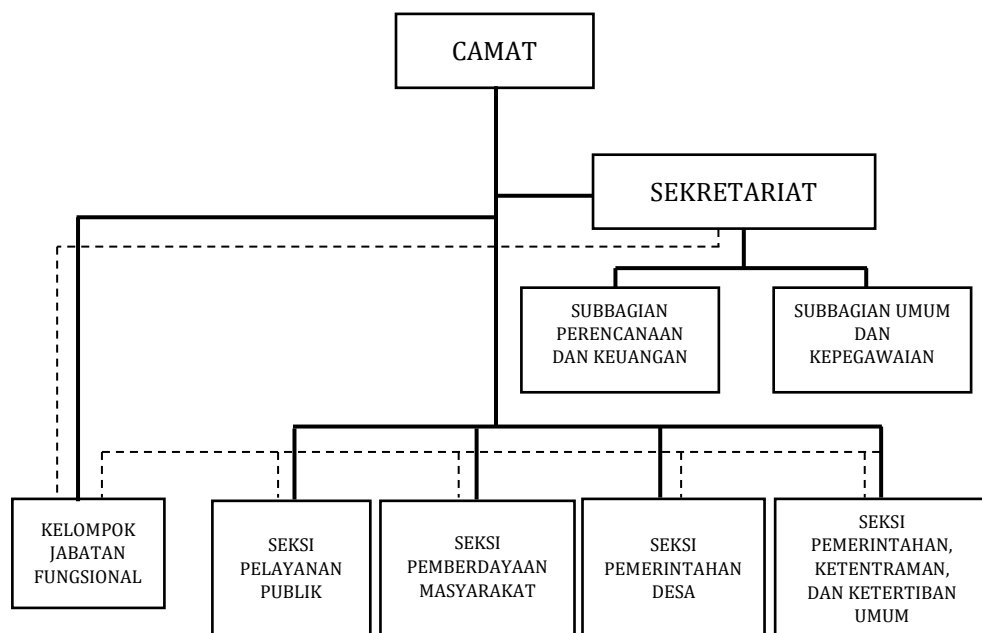 CAMAT
SEKRETARIAT
SUBBAGIAN
PERENCANAAN
DAN KEUANGAN
SUBBAGIAN UMUM
DAN
KEPEGAWAIAN
KELOMPOK
JABATAN
FUNGSIONAL
SEKSI
PELAYANAN
PUBLIK
SEKSI
PEMBERDAYAAN
MASYARAKAT
SEKSI
PEMERINTAHAN
DESA
SEKSI
PEMERINTAHAN,
KETENTRAMAN,
DAN KETERTIBAN
UMUM